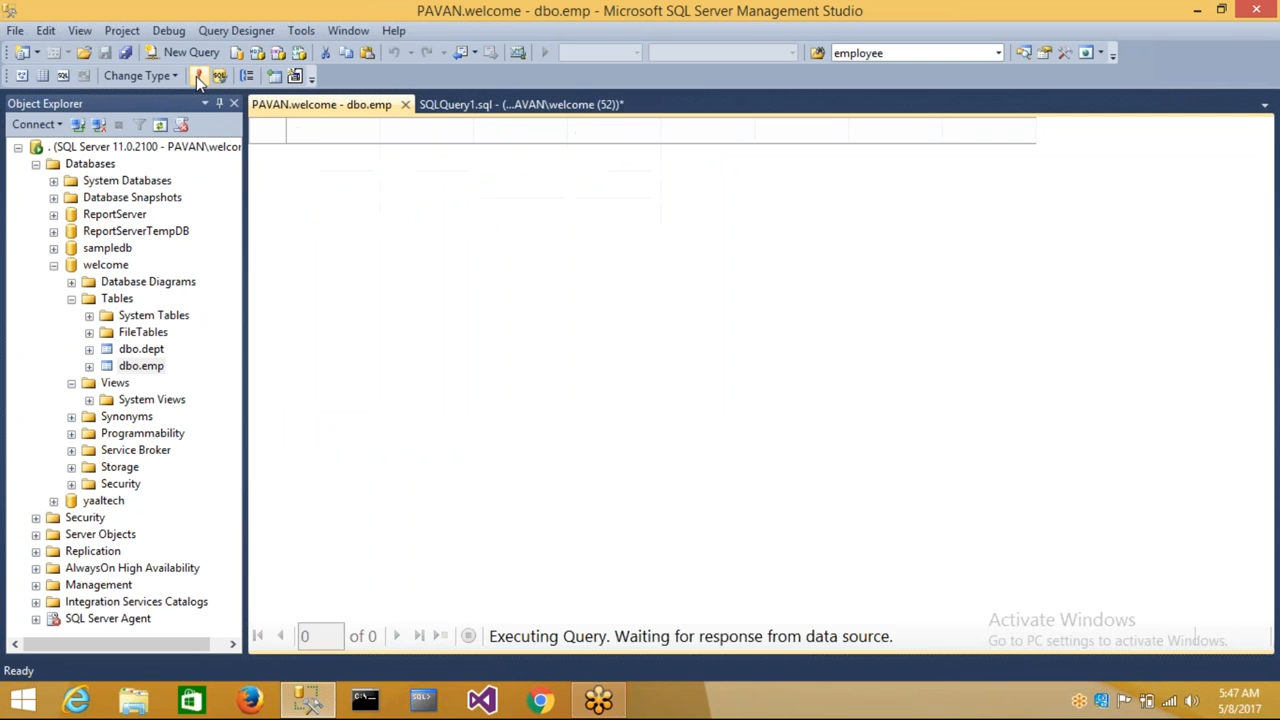 PAVAN.welcome - dbo.emp - Microsoft SQL Server Management Studio
File Edit View Project Debug Query Designer Tools Window Help
New Query employee
Change Type
Object Explorer
PAVAN.welcome - dbo.emp SQLQuery1.sql - (...AVAN\welcome (52))*
Connect
. (SQL Server 11.0.2100 - PAVAN\welcor
Databases
System Databases
Database Snapshots
ReportServer
ReportServerTempDB
sampledb
welcome
Database Diagrams
Tables
System Tables
FileTables
dbo.dept
dbo.emp
Views
System Views
Synonyms
Programmability
Service Broker
Storage
Security
yaaltech
Security
Server Objects
Replication
AlwaysOn High Availability
Management
Integration Services Catalogs
SQL Server Agent
0 of 0 Executing Query. Waiting for response from data source.
Activate Windows
Go to PC settings to activate Windows.
Ready
5:47 AM
5/8/2017